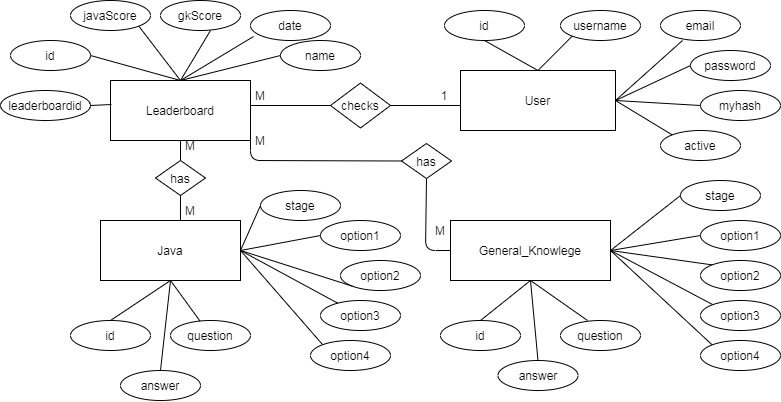 javaScore
gkScore
date
name
id
leaderboardid
Leaderboard
M
checks
1
id
username
email
password
myhash
active
User
M
M
has
has
M
M
Java
stage
option1
option2
option3
option4
id
question
answer
General_Knowlege
stage
option1
option2
option3
option4
id
question
answer